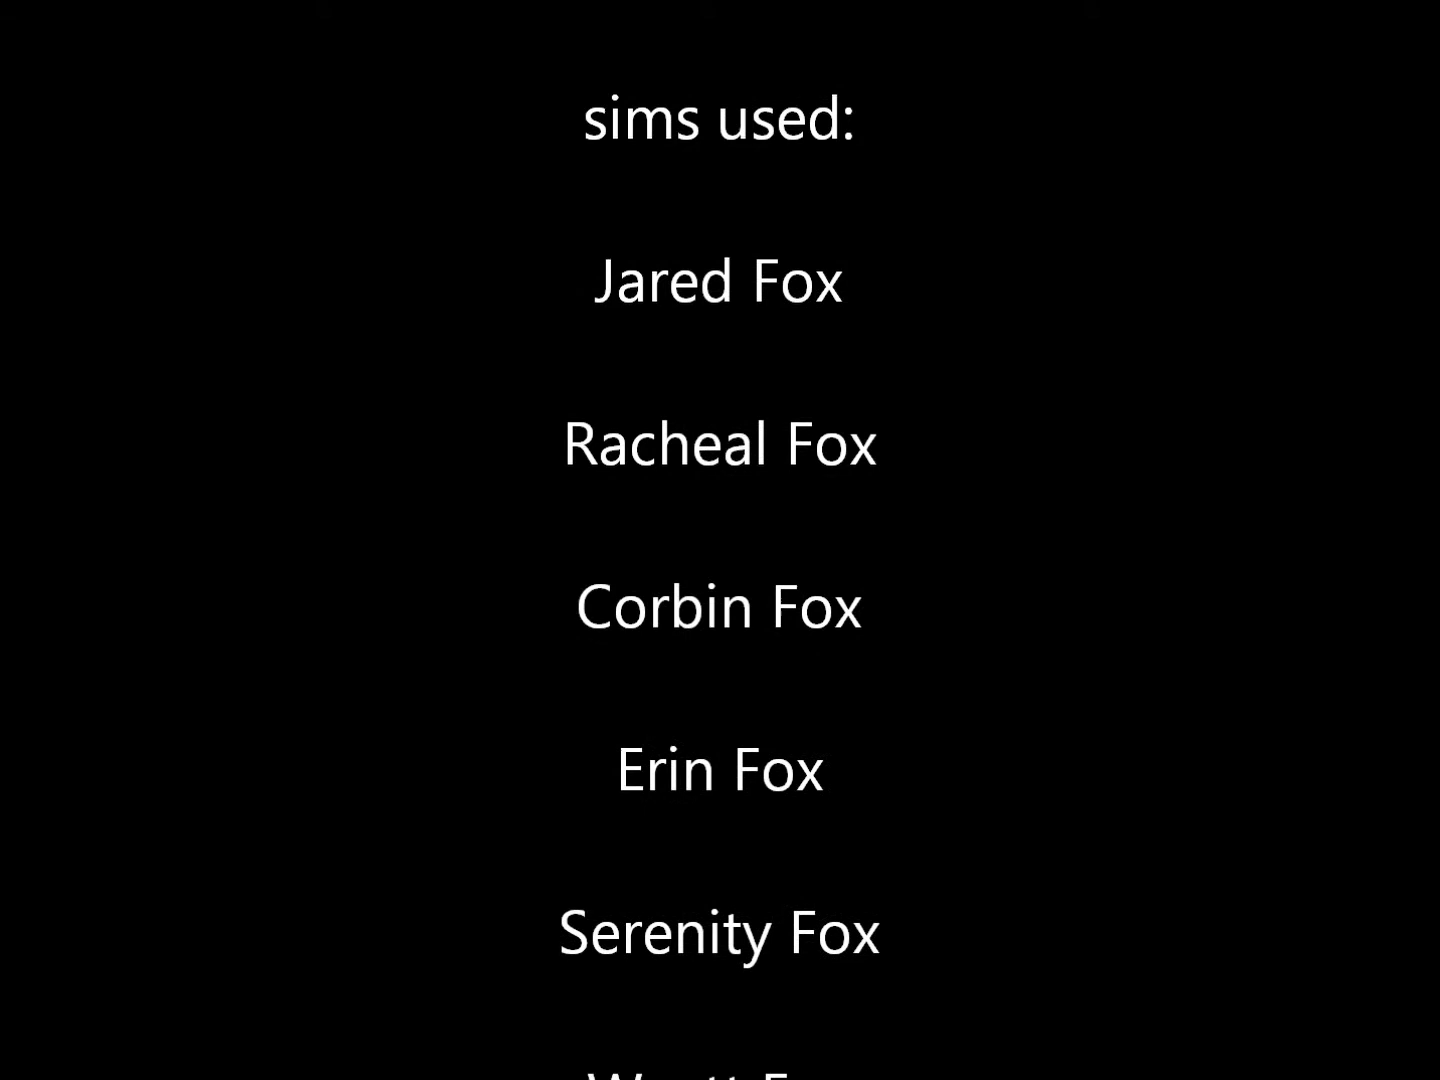 sims used:
Jared Fox
Racheal Fox
Corbin Fox
Erin Fox
Serenity Fox